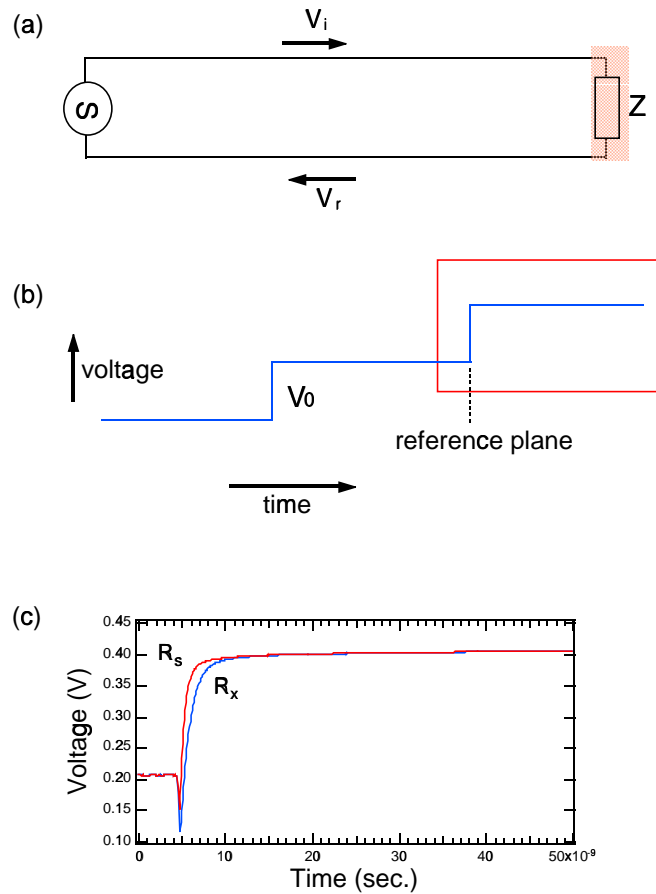 (a)
Vi
S
Z
Vr
(b)
voltage
V0
reference plane
time
(c)
0.45
0.40
0.35
0.30
0.25
0.20
0.15
0.10
Voltage (V)
Rs
Rx
0 10 20 30 40 50x10-9
Time (sec.)